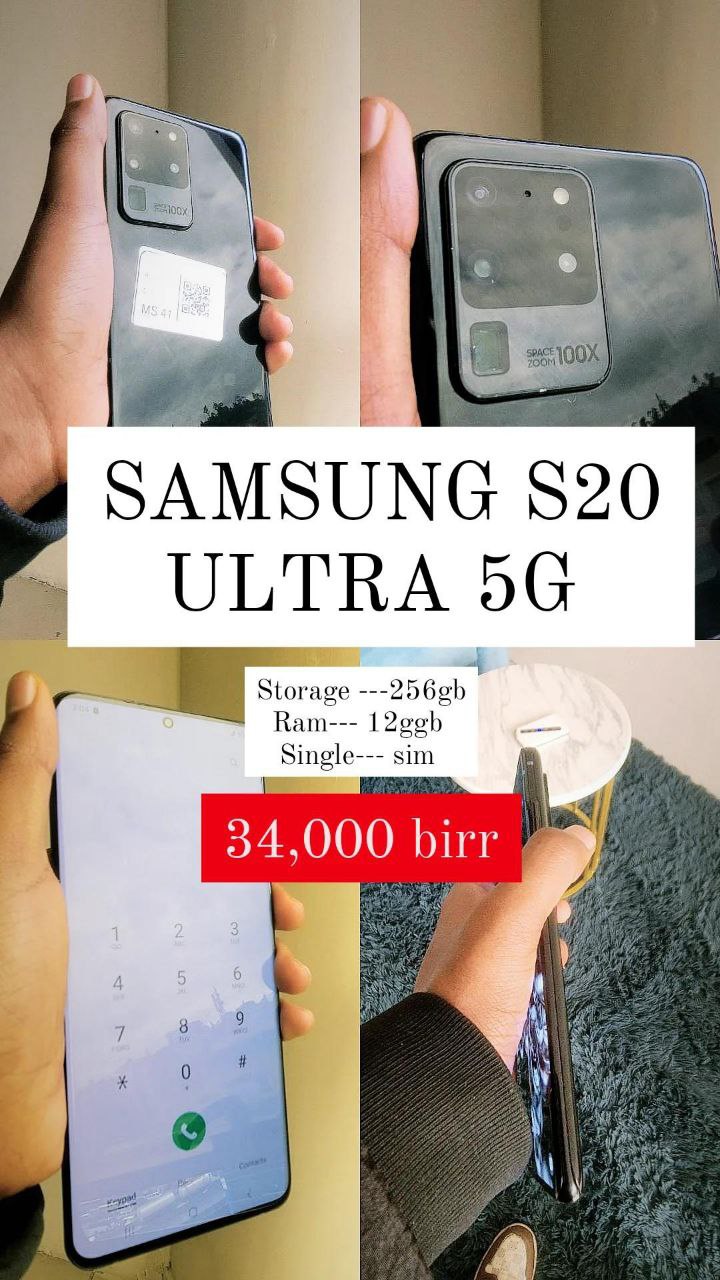 SPACE
ZOOM 100X
MS 41
SPACE
ZOOM 100X
SAMSUNG S20
ULTRA 5G
Storage ---256gb
Ram--- 12ggb
Single--- sim
34,000 birr
1 2 3
4 5 6
7 8 9
* 0 #
+
Keypad
Contacts